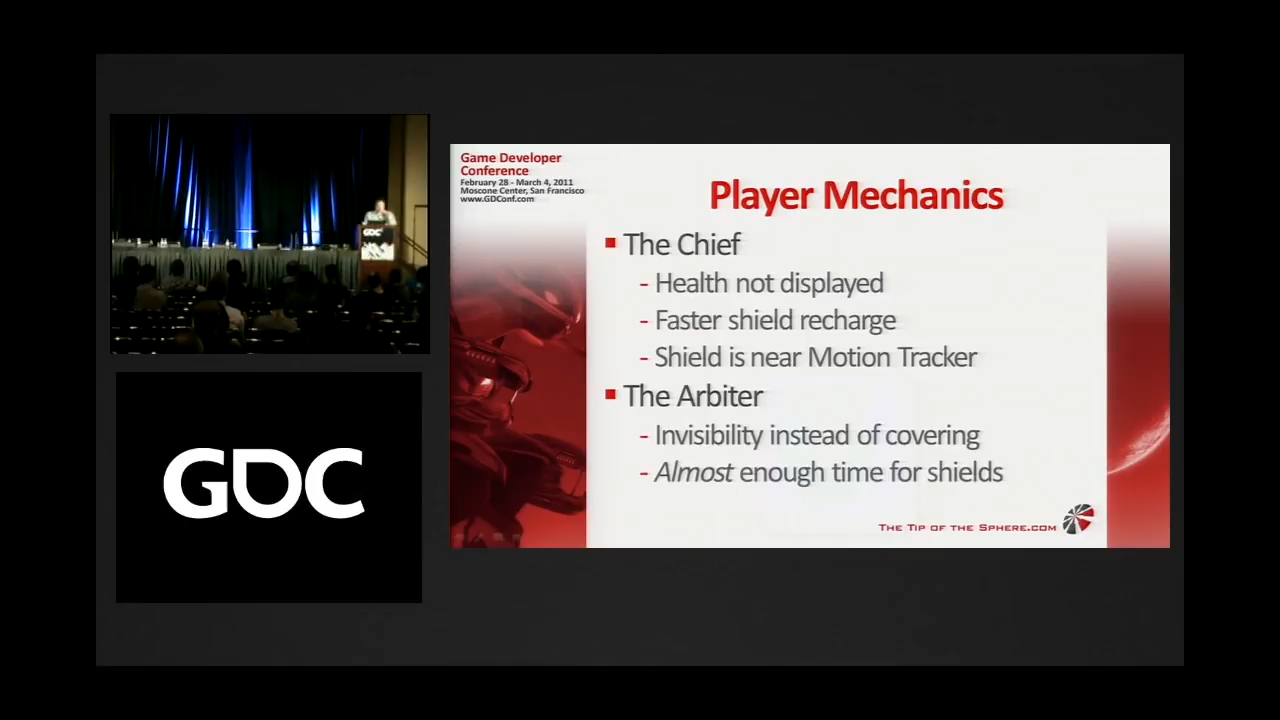 GDC
GDC
Game Developer
Conference
February 28 - March 4, 2011
Moscone Center, San Francisco
www.GDConf.com
Player Mechanics
The Chief
- Health not displayed
- Faster shield recharge
- Shield is near Motion Tracker
The Arbiter
- Invisibility instead of covering
- Almost enough time for shields
The Tip of the Sphere.com